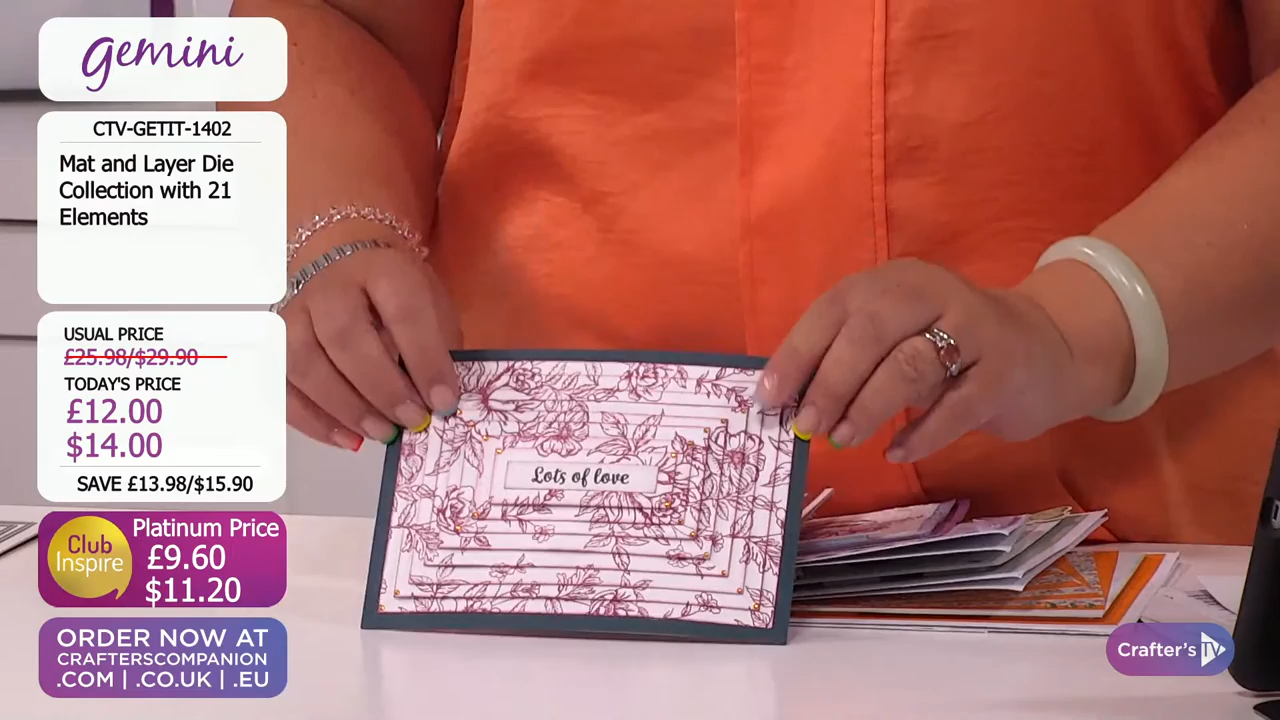 gemini
CTV-GETIT-1402
Mat and Layer Die
Collection with 21
Elements
USUAL PRICE
£25.98/$29.90
TODAY'S PRICE
£12.00
$14.00
SAVE £13.98/$15.90
Club
Inspire
Platinum Price
£9.60
$11.20
ORDER NOW AT
CRAFTERSCOMPANION
.COM | .CO.UK | .EU
Lots of love
Crafter's TV